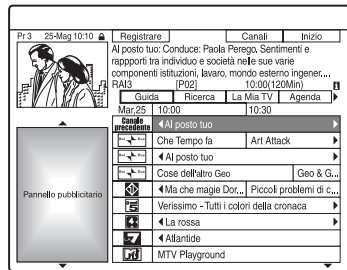 Pr 3 25-Mag 10:10 Registrare Canali Inizio
Al posto tuo: Conduce: Paola
Perego. Sentimenti e
rappporti tra individuo e società nelle sue varie
componenti istituzioni, lavaro, mondo esterno ingener....
RAI3 [P02] 10:00(120Min)
Guida Ricerca La Mia TV Agenda
Mar,25 10:00 10:30
Canale precedente Al posto tuo
Che Tempo fa Art Attack
Al posto tuo
Cose dell'altro Geo Geo & G...
Ma che magie Dor... Piccoli problemi di c...
5 Verissimo - Tutti i colori della cronaca
4 La rossa
7 Atlantide
MTV Playground
Pannello pubblicitario